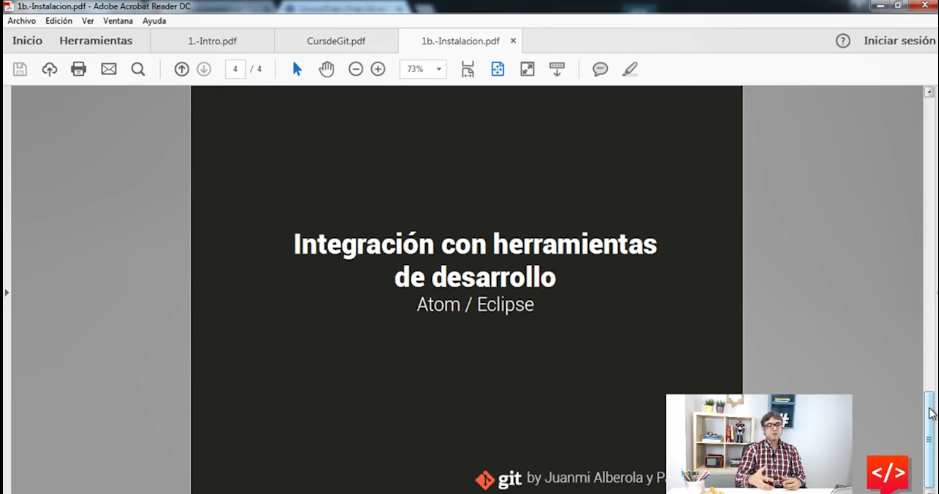 1b.-Instalacion.pdf - Adobe Acrobat Reader DC
Archivo Edición Ver Ventana Ayuda
Inicio Herramientas 1.-Intro.pdf CursdeGit.pdf 1b.-Instalacion.pdf × ? Iniciar sesión
4 / 4 73%
Integración con herramientas
de desarrollo
Atom / Eclipse
git by Juanmi Alberola y
</>